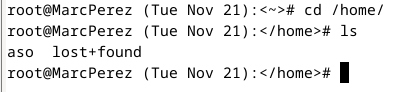 root@MarcPerez (Tue Nov 21):<~># cd /home/
root@MarcPerez (Tue Nov 21):</home># ls
aso  lost+found
root@MarcPerez (Tue Nov 21):</home>#